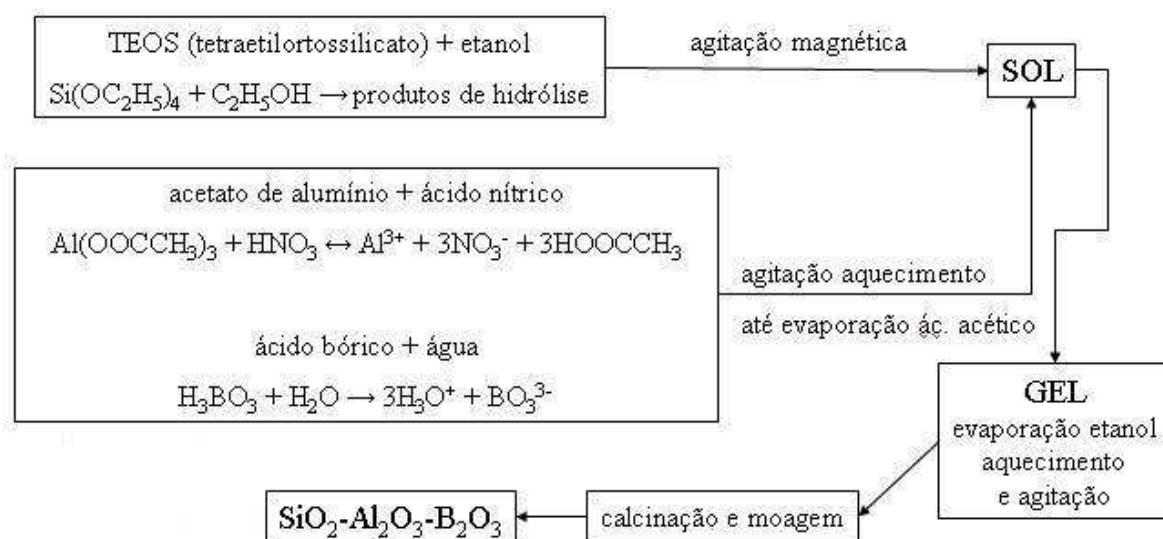 TEOS (tetraetilortossilicato) + etanol
Si(OC₂H₅)₄ + C₂H₅OH → produtos de hidrólise
agitação magnética
SOL
acetato de alumínio + ácido nítrico
Al(OOCCH₃)₃ + HNO₃ ↔ Al³⁺ + 3NO₃⁻ + 3HOOCCH₃
ácido bórico + água
H₃BO₃ + H₂O → 3H₃O⁺ + BO₃³⁻
agitação aquecimento
até evaporação áç. acético
GEL
evaporação etanol
aquecimento
e agitação
calcinação e moagem
SiO₂-Al₂O₃-B₂O₃